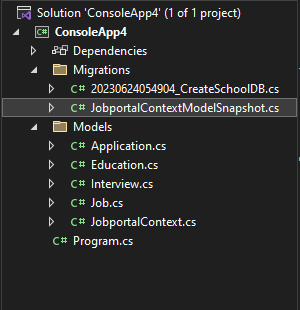 Solution 'ConsoleApp4' (1 of 1 project)
ConsoleApp4
Dependencies
Migrations
20230624054904_CreateSchoolDB.cs
JobportalContextModelSnapshot.cs
Models
Application.cs
Education.cs
Interview.cs
Job.cs
JobportalContext.cs
Program.cs